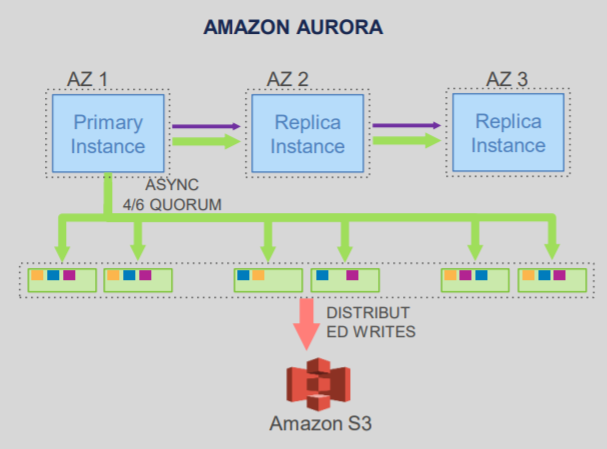 AMAZON AURORA
AZ 1
AZ 2
AZ 3
Primary
Instance
Replica
Instance
Replica
Instance
ASYNC
4/6 QUORUM
DISTRIBUT
ED WRITES
Amazon S3